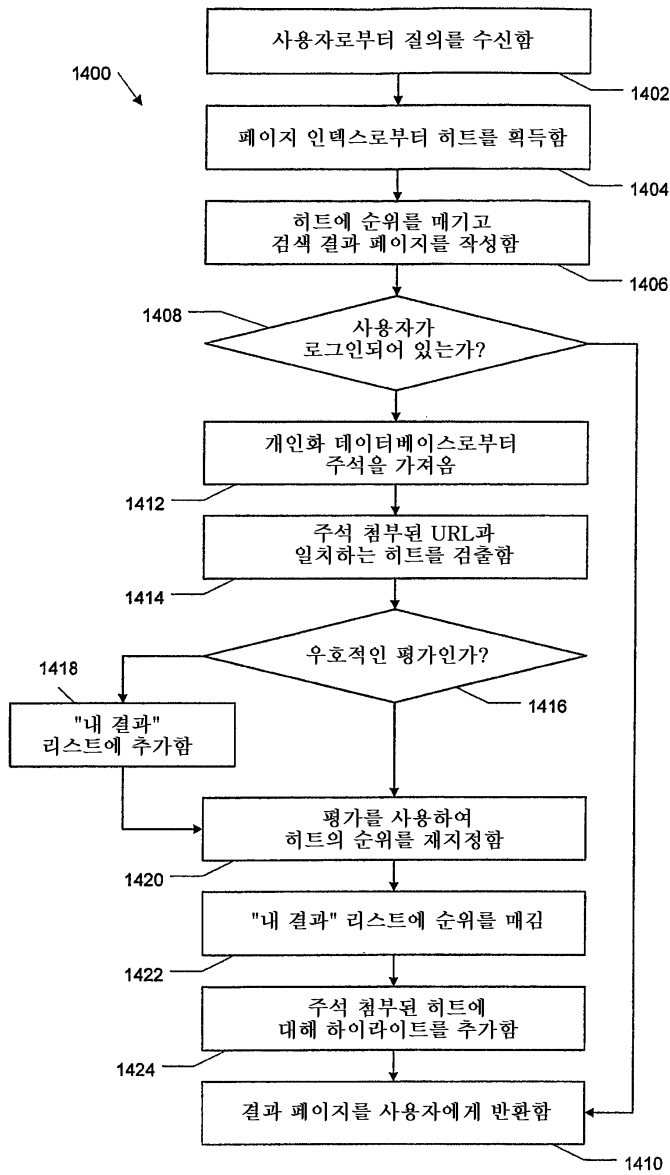 1400
사용자로부터 질의를 수신함
1402
페이지 인덱스로부터 히트를 획득함
1404
히트에 순위를 매기고
검색 결과 페이지를 작성함
1406
1408
사용자가
로그인되어 있는가?
개인화 데이터베이스로부터
주석을 가져옴
1412
주석 첨부된 URL과
일치하는 히트를 검출함
1414
우호적인 평가인가?
1416
1418
"내 결과"
리스트에 추가함
평가를 사용하여
히트의 순위를 재지정함
1420
"내 결과" 리스트에 순위를 매김
1422
주석 첨부된 히트에
대해 하이라이트를 추가함
1424
결과 페이지를 사용자에게 반환함
1410